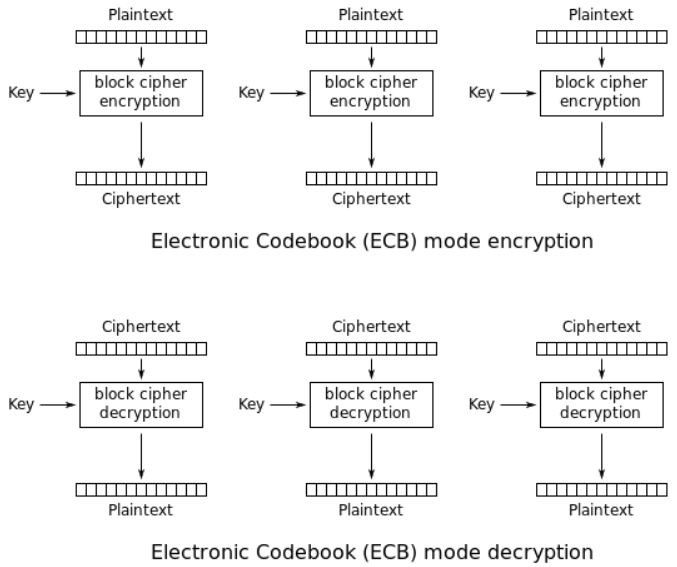 Plaintext Plaintext Plaintext
Key block cipher encryption Key block cipher encryption Key block cipher encryption
Ciphertext Ciphertext Ciphertext
Electronic Codebook (ECB) mode encryption
Ciphertext Ciphertext Ciphertext
Key block cipher decryption Key block cipher decryption Key block cipher decryption
Plaintext Plaintext Plaintext
Electronic Codebook (ECB) mode decryption